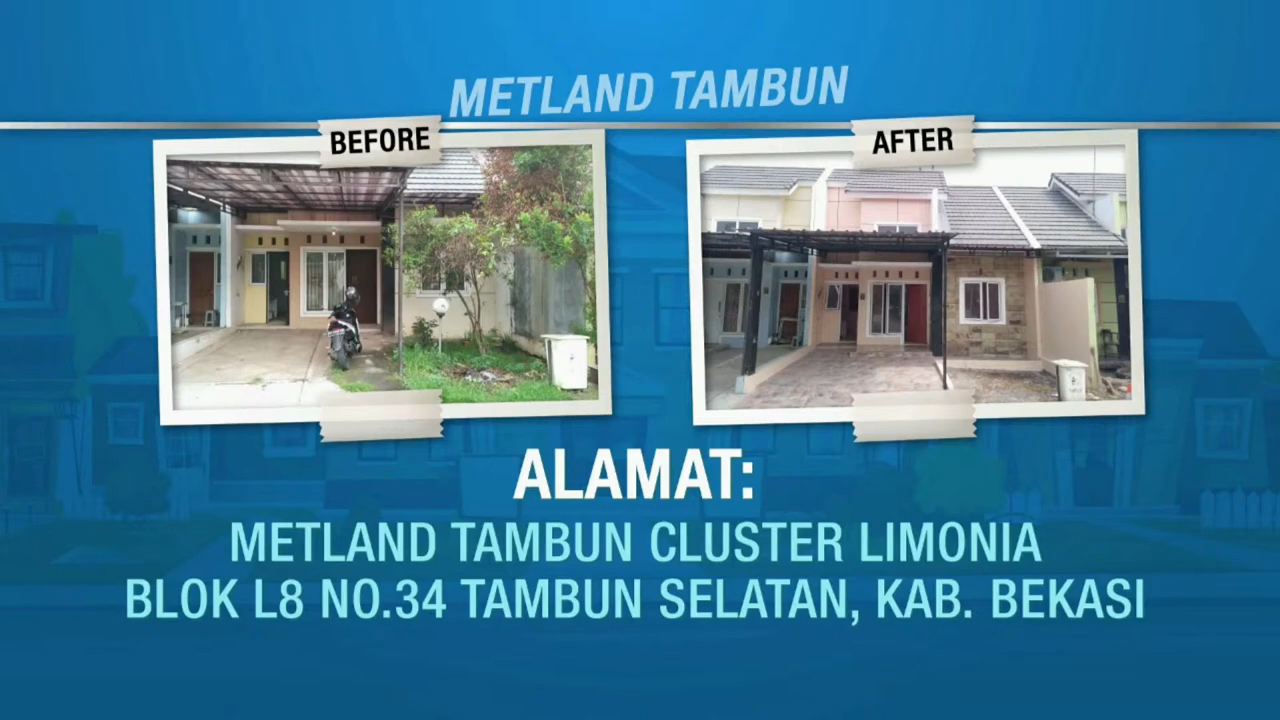 METLAND TAMBUN
BEFORE
AFTER
ALAMAT:
METLAND TAMBUN CLUSTER LIMONIA
BLOK L8 NO.34 TAMBUN SELATAN, KAB. BEKASI